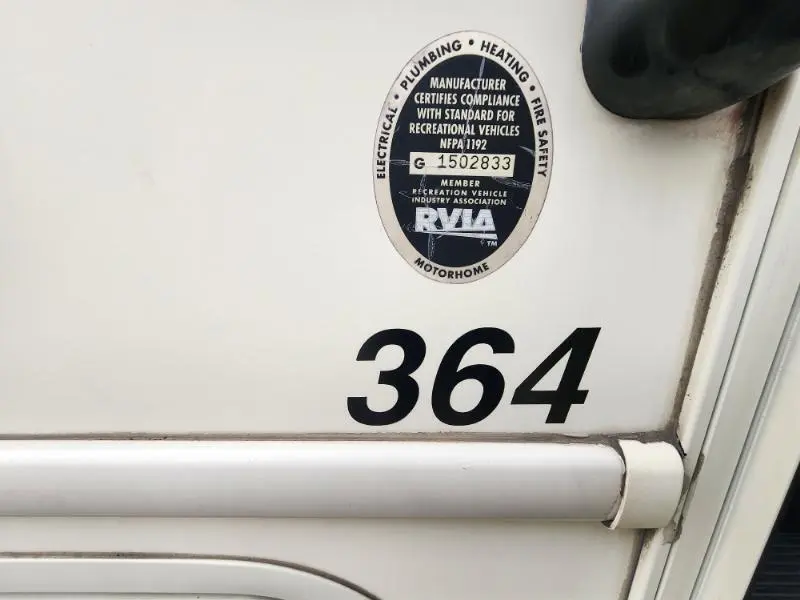 ELECTRICAL • PLUMBING • HEATING • FIRE SAFETY
MANUFACTURER
CERTIFIES COMPLIANCE
WITH STANDARD FOR
RECREATIONAL VEHICLES
NFPA 1192
G 1502833
MEMBER
RECREATION VEHICLE
INDUSTRY ASSOCIATION
RVIA
TM
MOTORHOME
364